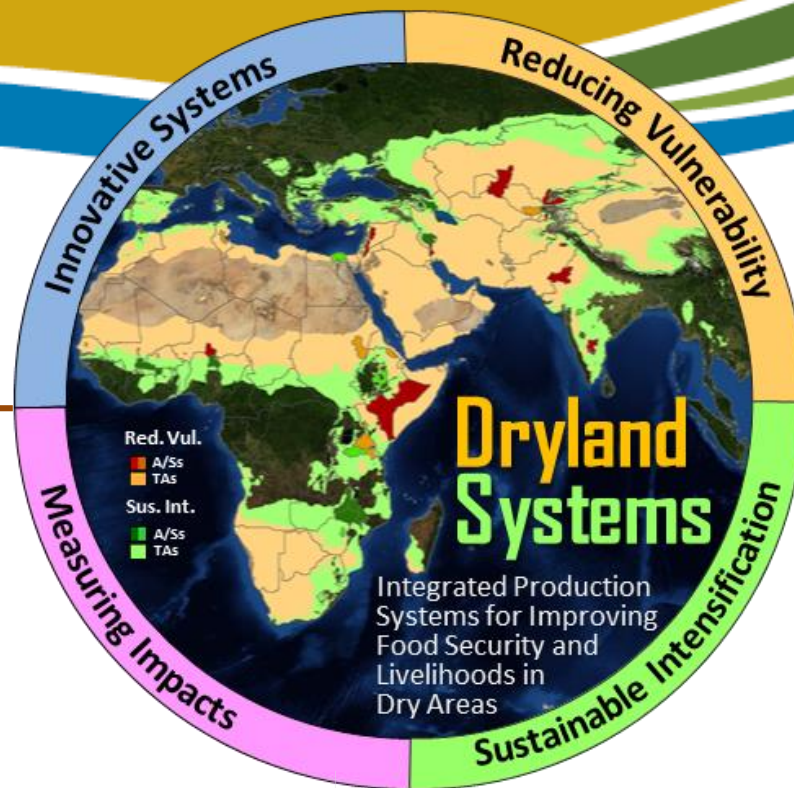 Innovative Systems
Reducing Vulnerability
Red. Vul.
A/Ss
TAs
Sus. Int.
A/Ss
TAs
Dryland
Systems
Integrated Production
Systems for Improving
Food Security and
Livelihoods in
Dry Areas
Measuring Impacts
Sustainable Intensification